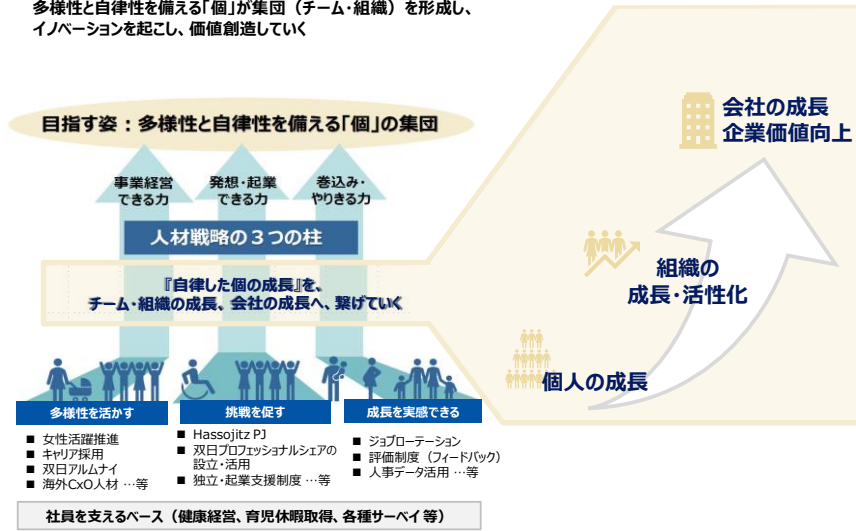 多様性と自律性を備える「個」が集団（チーム・組織）を形成し、
イノベーションを起こし、価値創造していく
目指す姿：多様性と自律性を備える「個」の集団
事業経営
できる力
発想・起業
できる力
巻込み・
やりきる力
人材戦略の３つの柱
『自律した個の成長』を、
チーム・組織の成長、会社の成長へ、繋げていく
多様性を活かす
■ 女性活躍推進
■ キャリア採用
■ 双日アルムナイ
■ 海外CxO人材 …等
挑戦を促す
■ Hassojitz PJ
■ 双日プロフェッショナルシェアの
設立・活用
■ 独立・起業支援制度 …等
成長を実感できる
■ ジョブローテーション
■ 評価制度（フィードバック）
■ 人事データ活用 …等
社員を支えるベース（健康経営、育児休暇取得、各種サーベイ 等）
会社の成長
企業価値向上
組織の
成長・活性化
個人の成長